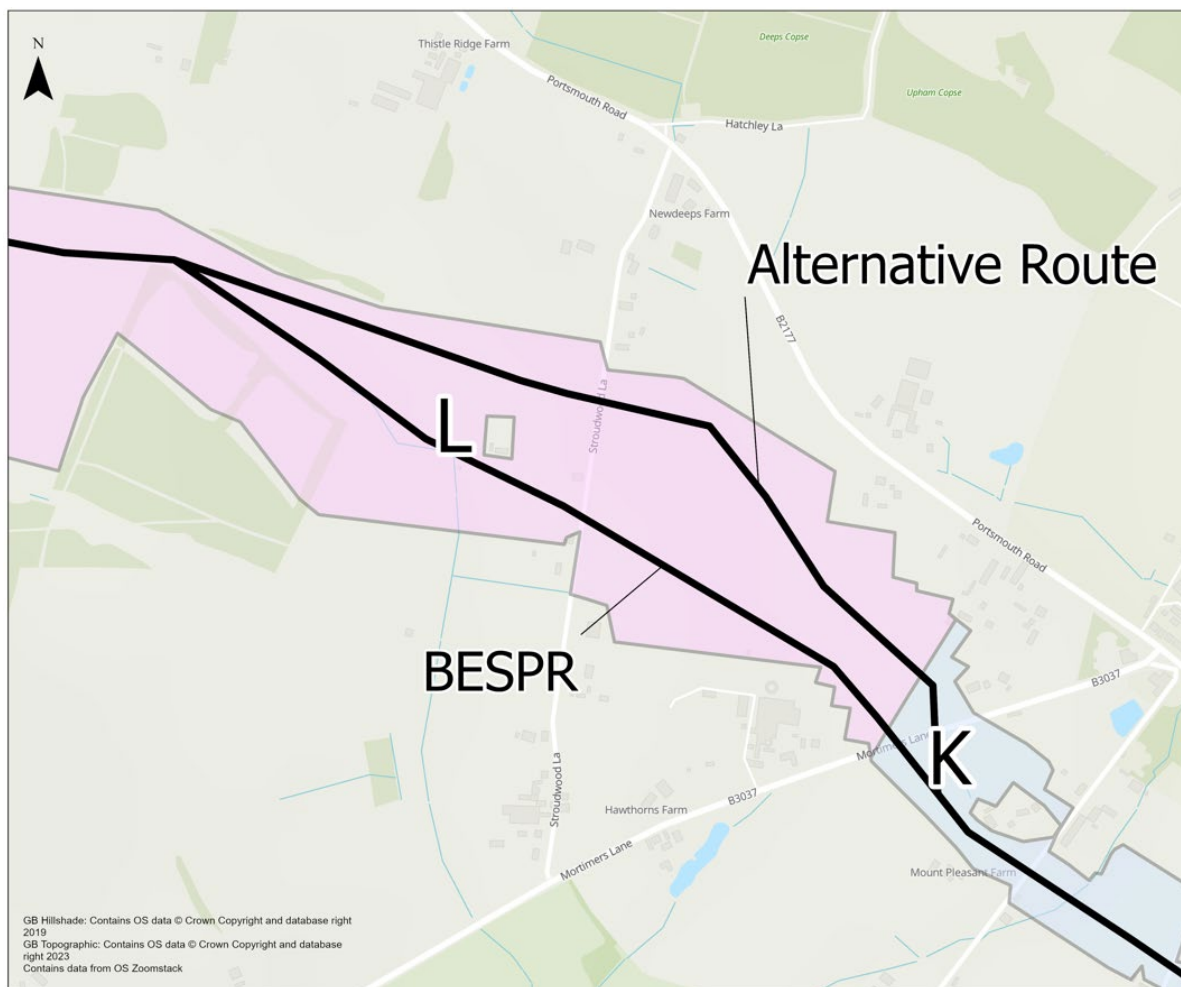 N
Thistle Ridge Farm
Deeps Copse
Portsmouth Road
Upham Copse
Hatchley La
Newdeeps Farm
Alternative Route
B2177
Stroudwood La
L
Portsmouth Road
BESPR
B3037
Mortimers Lane
K
Stroudwood La
Hawthorns Farm
B3037
Mortimers Lane
Mount Pleasant Farm
GB Hillshade: Contains OS data © Crown Copyright and database right
2019
GB Topographic: Contains OS data © Crown Copyright and database
right 2023
Contains data from OS Zoomstack